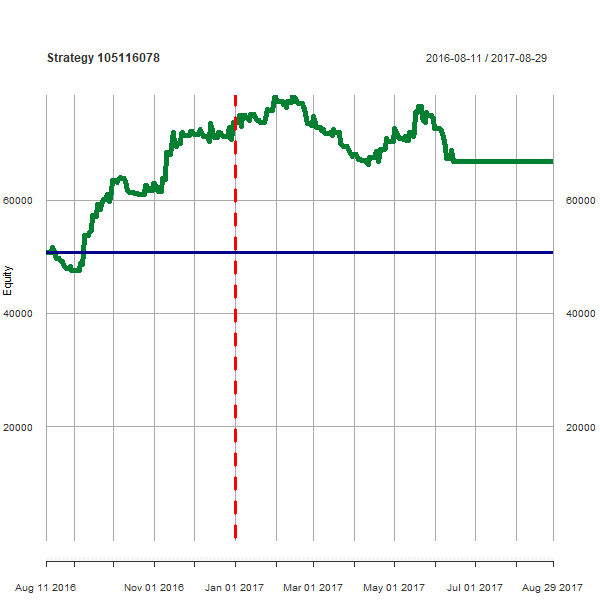 Strategy 105116078
2016-08-11 / 2017-08-29
60000
60000
Equity
40000
40000
20000
20000
Aug 11 2016
Nov 01 2016
Jan 01 2017
Mar 01 2017
May 01 2017
Jul 01 2017
Aug 29 2017